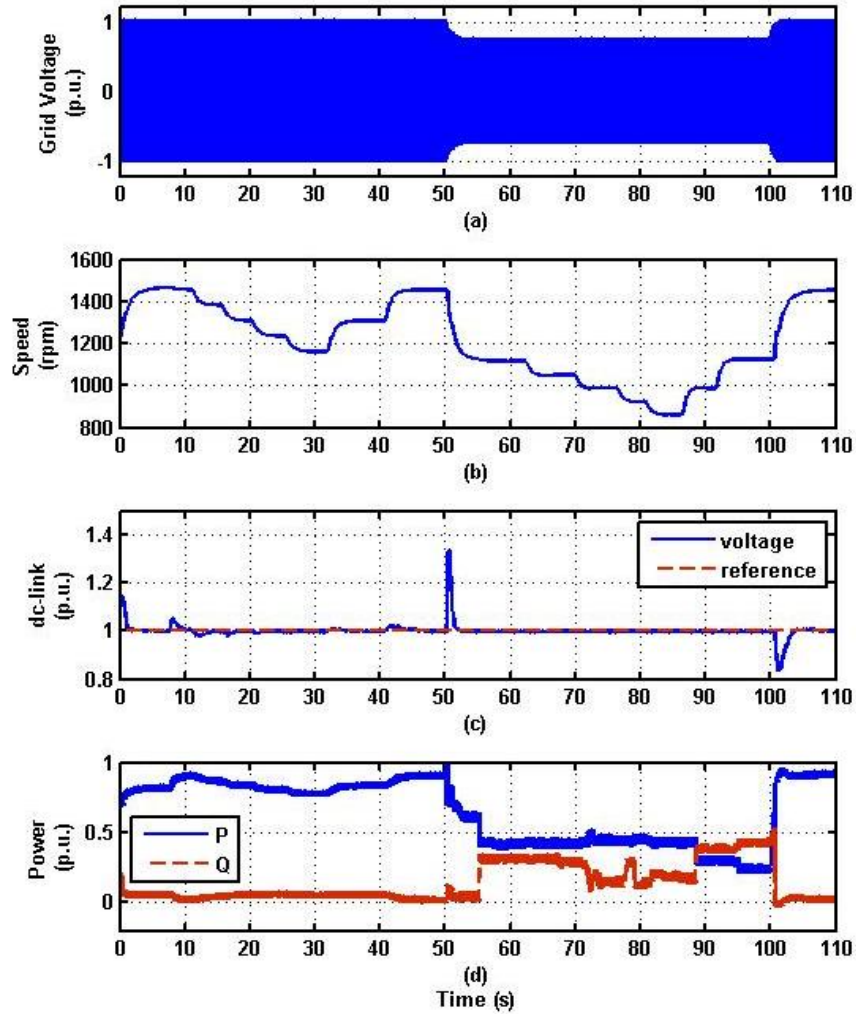 1
0
-1
Grid Voltage
(p.u.)
0 10 20 30 40 50 60 70 80 90 100 110
(a)
1600
1400
1200
1000
800
Speed
(rpm)
0 10 20 30 40 50 60 70 80 90 100 110
(b)
1.4
1.2
1
0.8
dc-link
(p.u.)
voltage
reference
0 10 20 30 40 50 60 70 80 90 100 110
(c)
1
0.5
0
Power
(p.u.)
P
Q
0 10 20 30 40 50 60 70 80 90 100 110
(d)
Time (s)